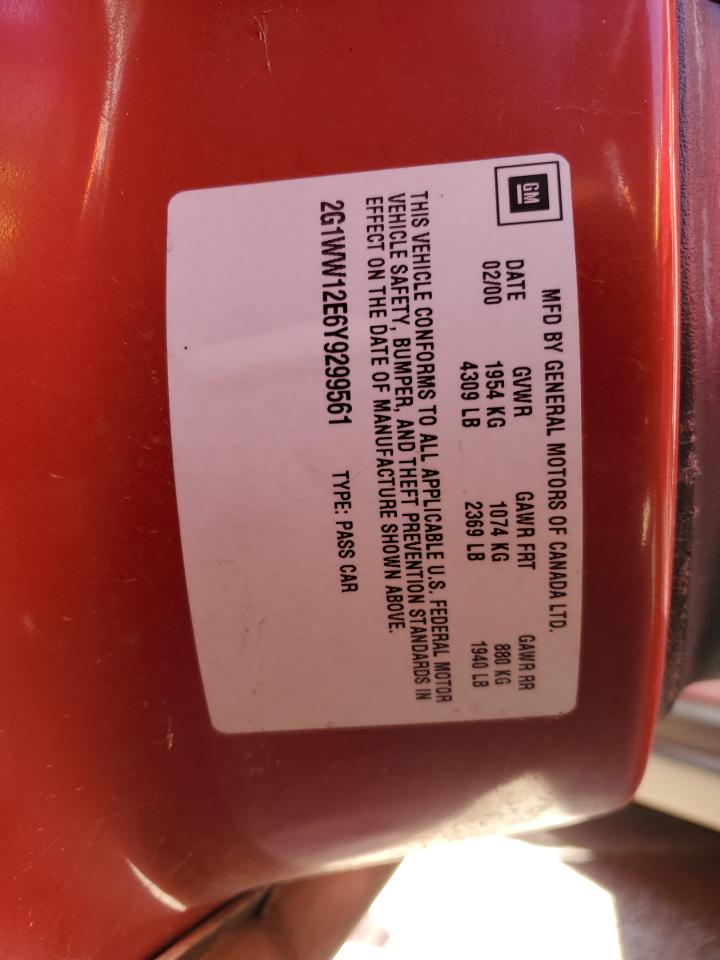 GM
MFD BY GENERAL MOTORS OF CANADA LTD.
DATE GVWR GAWR FRT GAWR RR
02/00 1954 KG 1074 KG 880 KG
4309 LB 2369 LB 1940 LB
THIS VEHICLE CONFORMS TO ALL APPLICABLE U.S. FEDERAL MOTOR
VEHICLE SAFETY, BUMPER, AND THEFT PREVENTION STANDARDS IN
EFFECT ON THE DATE OF MANUFACTURE SHOWN ABOVE.
2G1WW12E6Y9299561 TYPE: PASS CAR